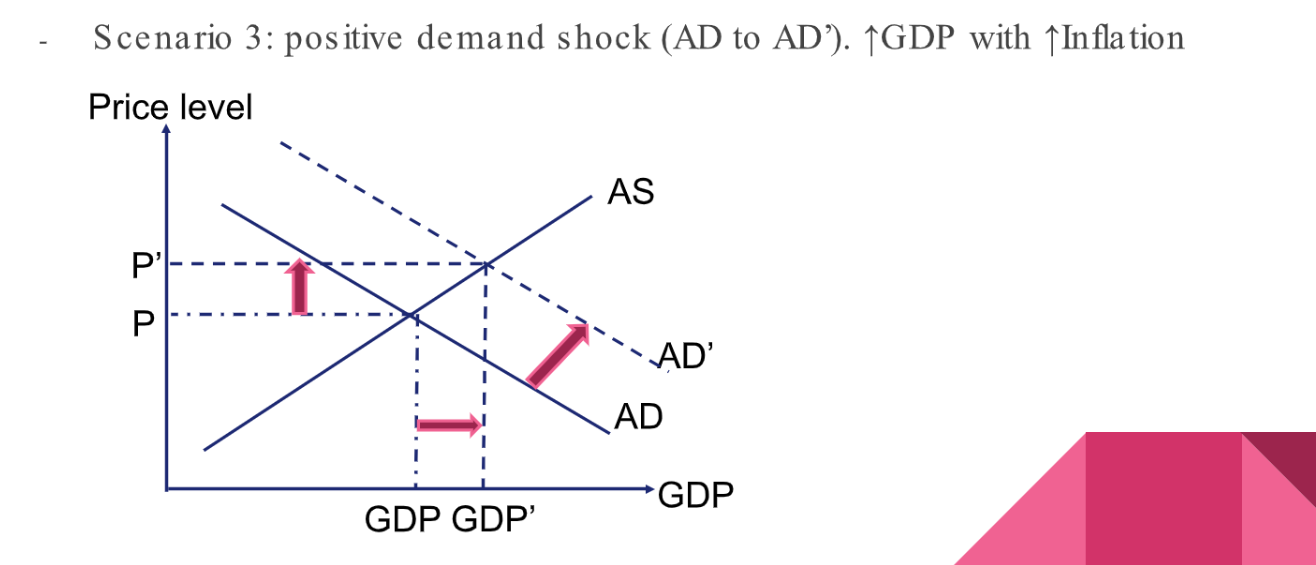 - Scenario 3: positive demand shock (AD to AD’). ↑GDP with ↑Inflation
Price level
AS
P’
P
AD’
AD
GDP
GDP GDP’